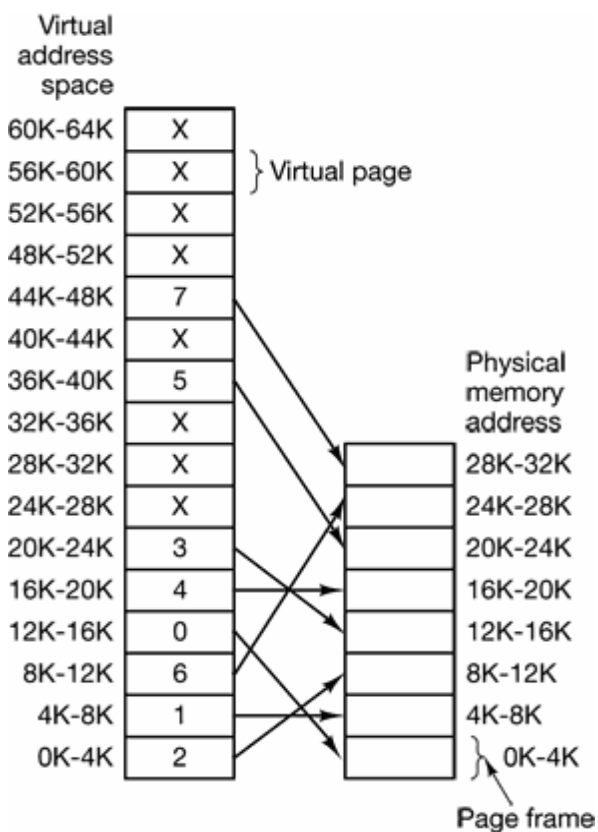 Virtual
address
space
60K-64K X
56K-60K X } Virtual page
52K-56K X
48K-52K X
44K-48K 7
40K-44K X
36K-40K 5
32K-36K X
28K-32K X
24K-28K X
20K-24K 3
16K-20K 4
12K-16K 0
8K-12K 6
4K-8K 1
0K-4K 2
Physical
memory
address
28K-32K
24K-28K
20K-24K
16K-20K
12K-16K
8K-12K
4K-8K
} 0K-4K
Page frame